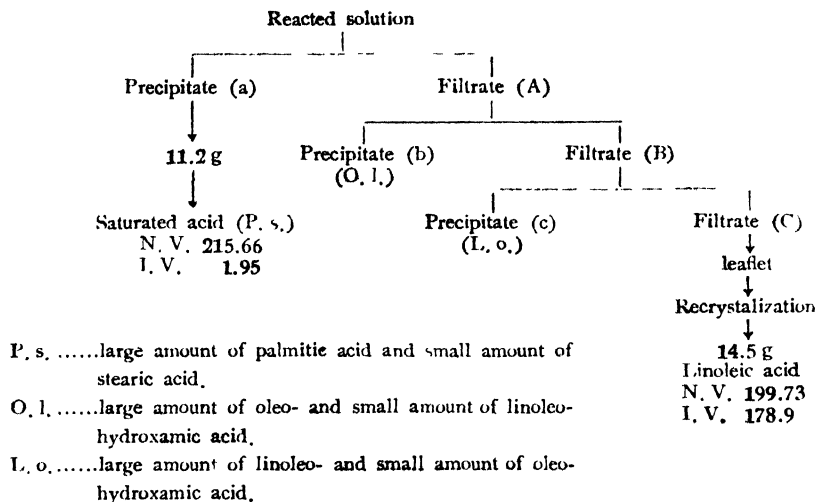 Reacted solution
Precipitate (a) Filtrate (A)
11.2 g Precipitate (b) Filtrate (B)
(O. l.)
Saturated acid (P. s.) Precipitate (c) Filtrate (C)
N. V. 215.66 (L. o.)
I. V. 1.95 leaflet
Recrystalization
P. s. ......large amount of palmitie acid and small amount of 14.5 g
stearic acid. Linoleic acid
N. V. 199.73
O. l. ......large amount of oleo- and small amount of linoleo- I. V. 178.9
hydroxamic acid.
L. o. ......large amount of linoleo- and small amount of oleo-
hydroxamic acid.